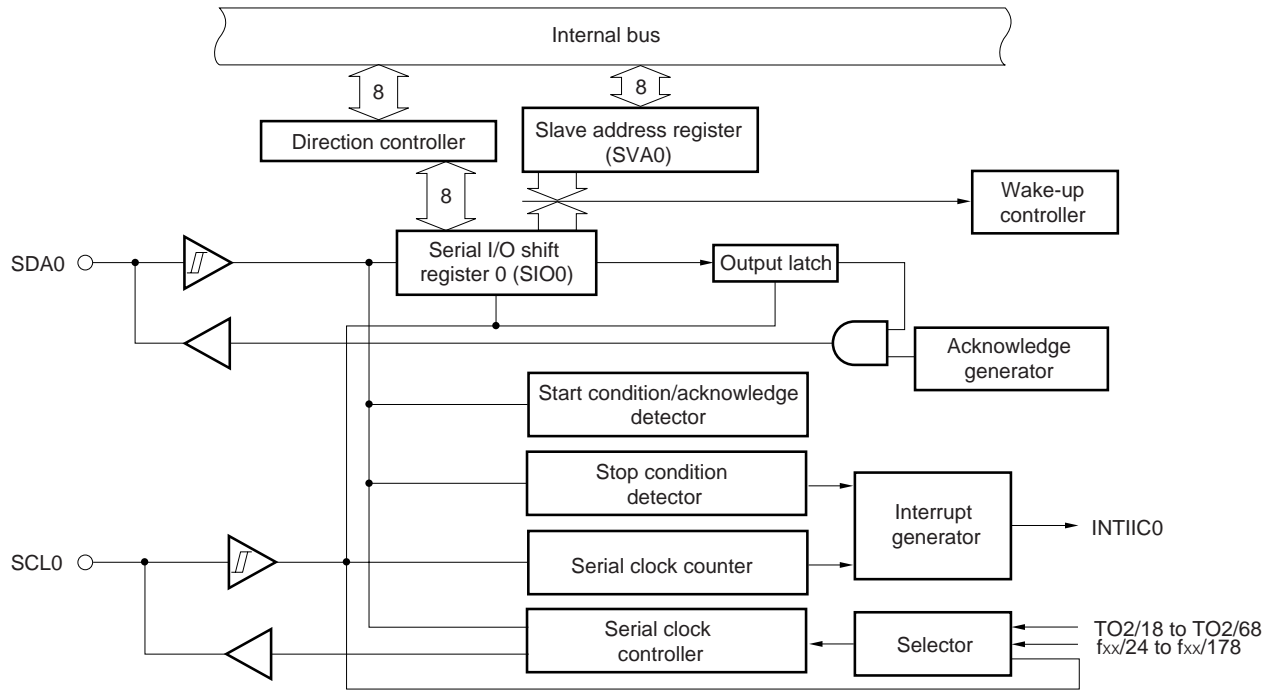 Internal bus
8
8
Direction controller
Slave address register
(SVA0)
8
Wake-up
controller
SDA0
Serial I/O shift
register 0 (SIO0)
Output latch
Acknowledge
generator
Start condition/acknowledge
detector
Stop condition
detector
Interrupt
generator
INTIIC0
SCL0
Serial clock counter
Serial clock
controller
Selector
TO2/18 to TO2/68
fxx/24 to fxx/178